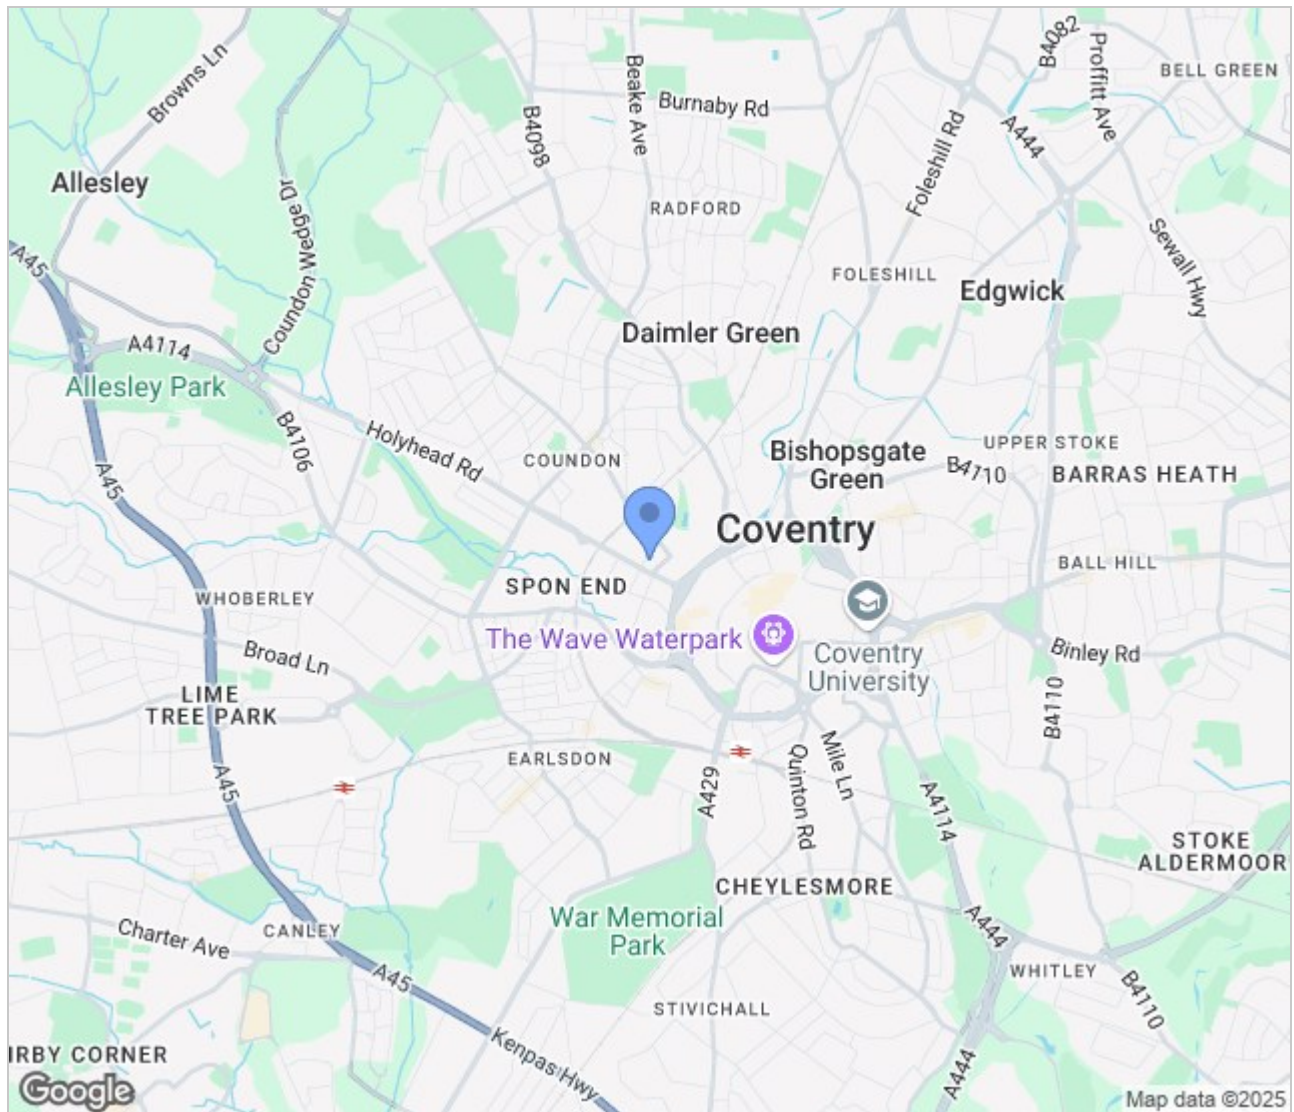 B4082
Proffitt Ave
BELL GREEN
Browns Ln
Beake Ave
Burnaby Rd
B4098
A444
Foleshill Rd
Allesley
Coundon Wedge Dr
RADFORD
Sewall Hwy
A45
FOLESHILL
Edgwick
Daimler Green
A4114
Allesley Park
B4106
Holyhead Rd
COUNDON
Bishopsgate
Green
UPPER STOKE
B4110
BARRAS HEATH
A45
Coventry
BALL HILL
SPON END
WHOBERLEY
The Wave Waterpark
Coventry
University
Binley Rd
Broad Ln
LIME
TREE PARK
B4110
EARLSDON
A45
A429
Quinton Rd
Mile Ln
A4114
STOKE
ALDERMOOR
CHEYLESMORE
War Memorial
Park
Charter Ave
CANLEY
A444
A45
WHITLEY
B4110
STIVICHALL
IRBY CORNER
Kenpas Hwy
A444
Google
Map data ©2025